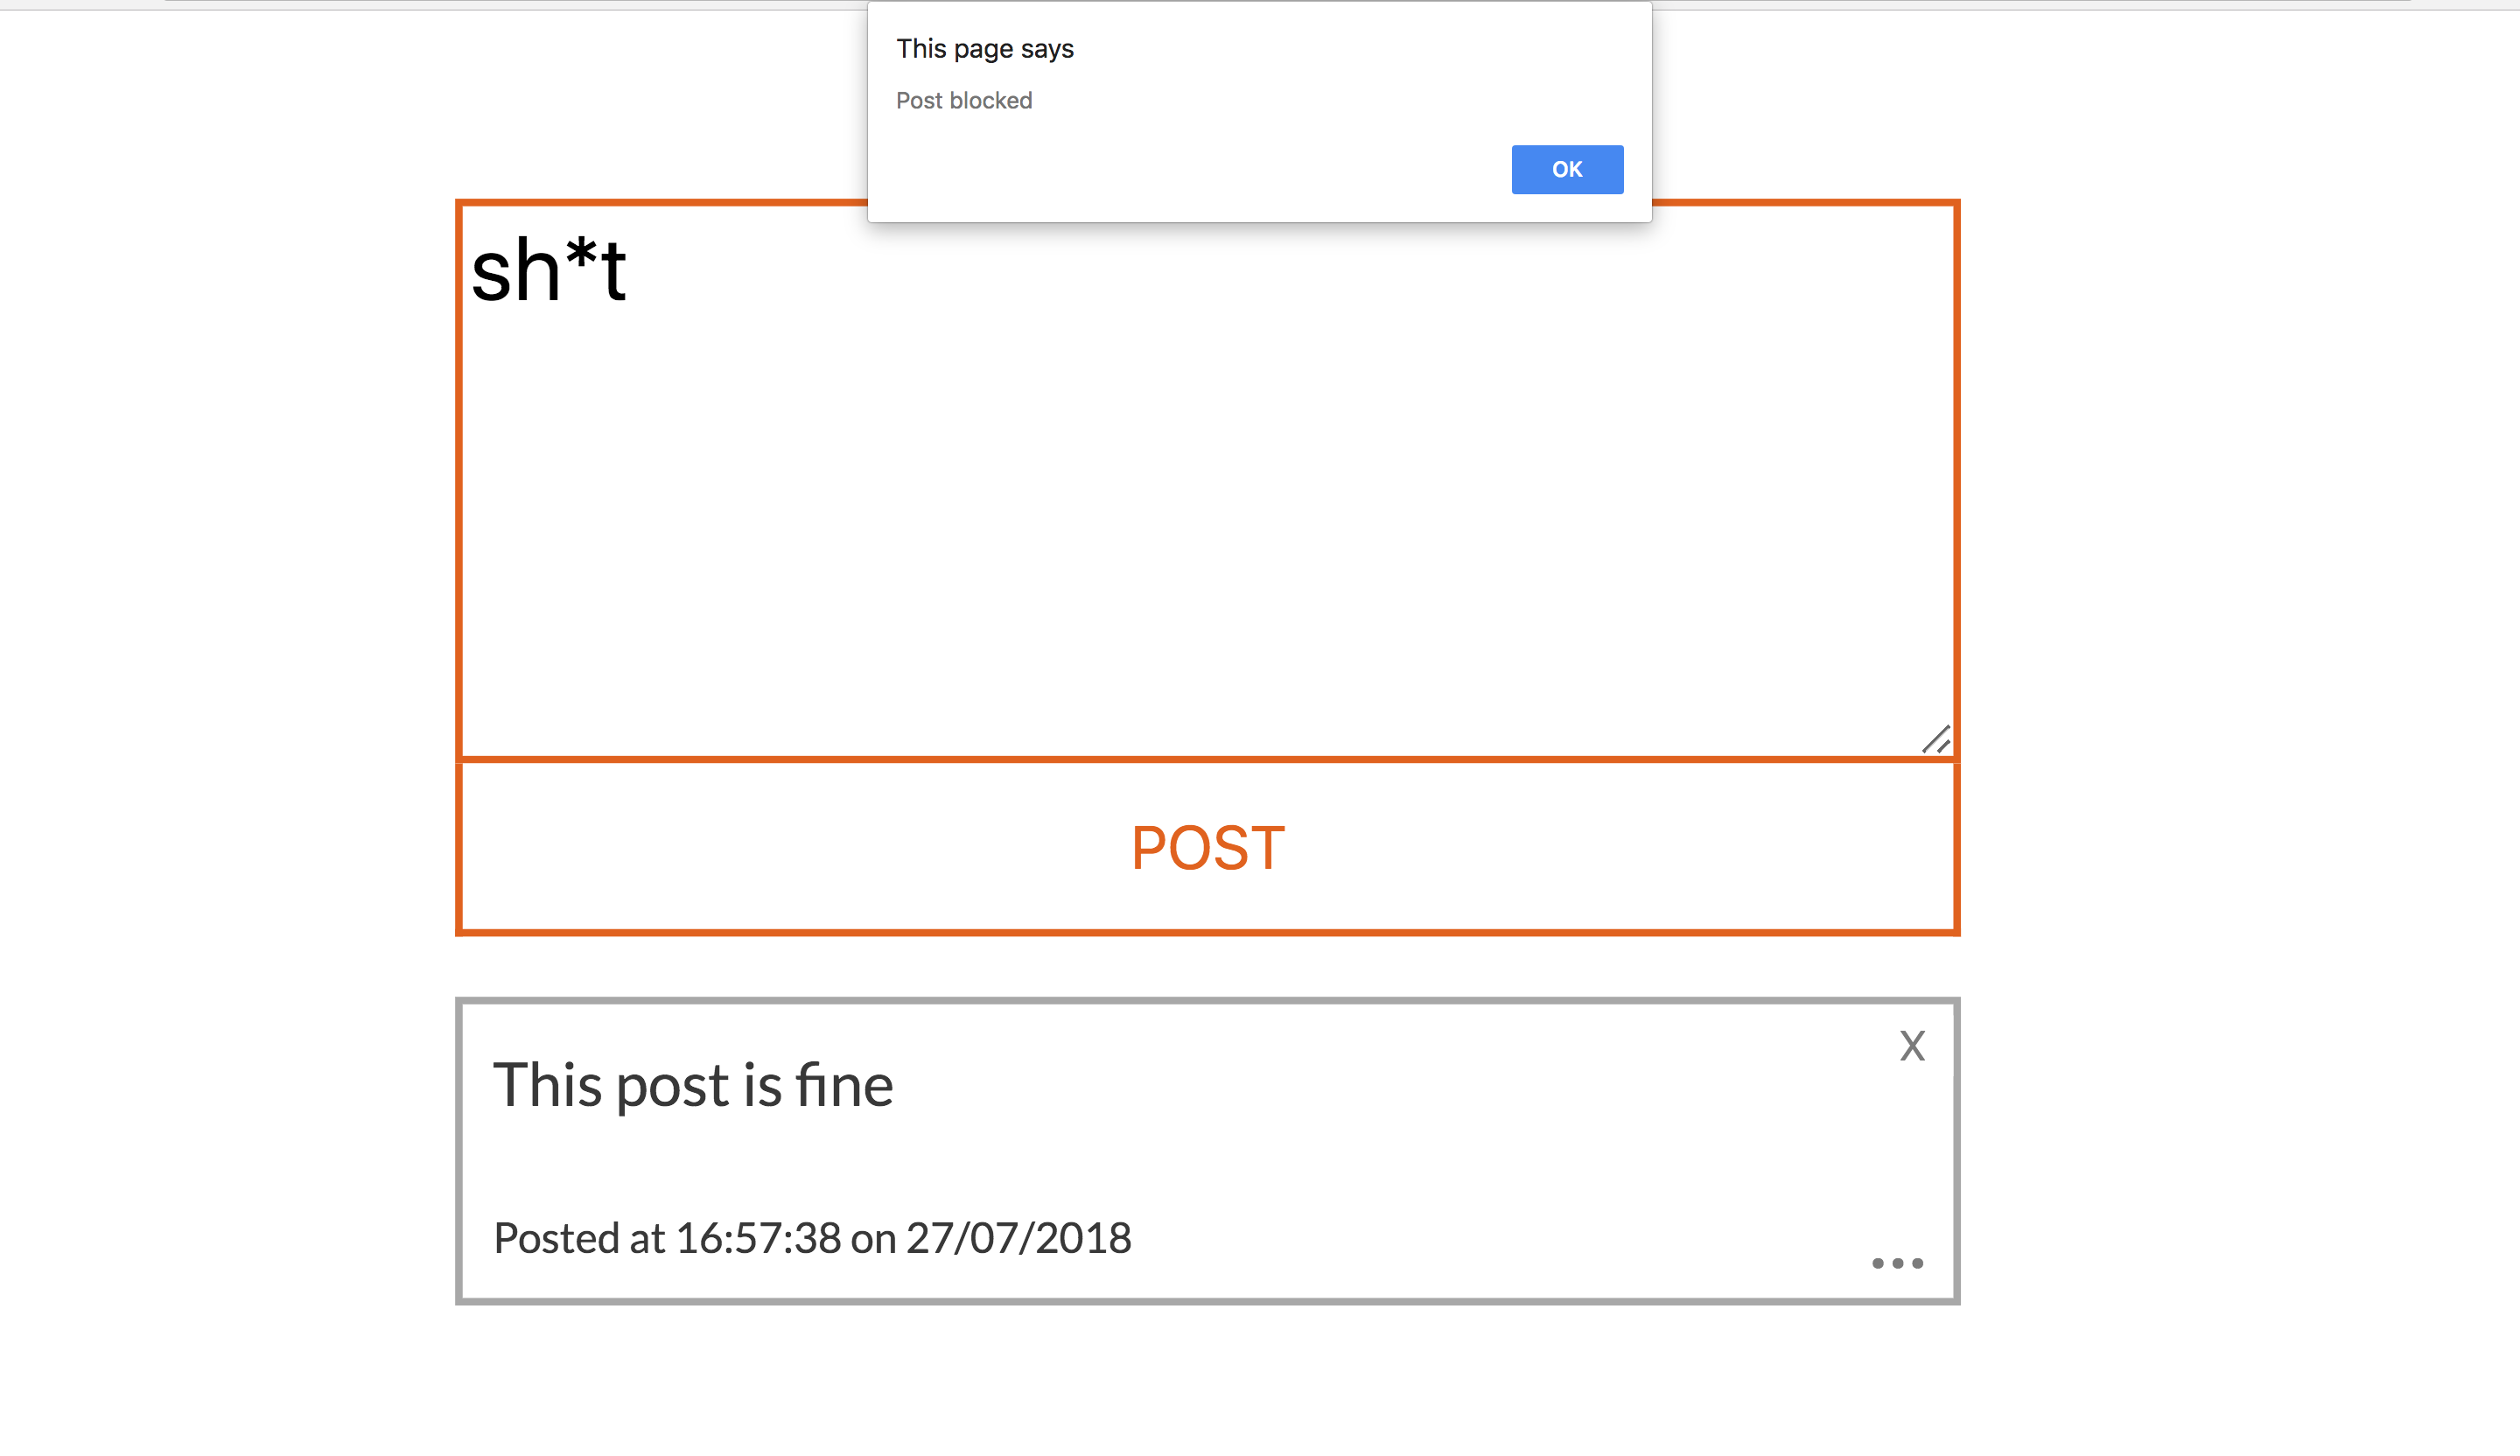 This page says
Post blocked
OK
sh*t
POST
X
This post is fine
Posted at 16:57:38 on 27/07/2018
...